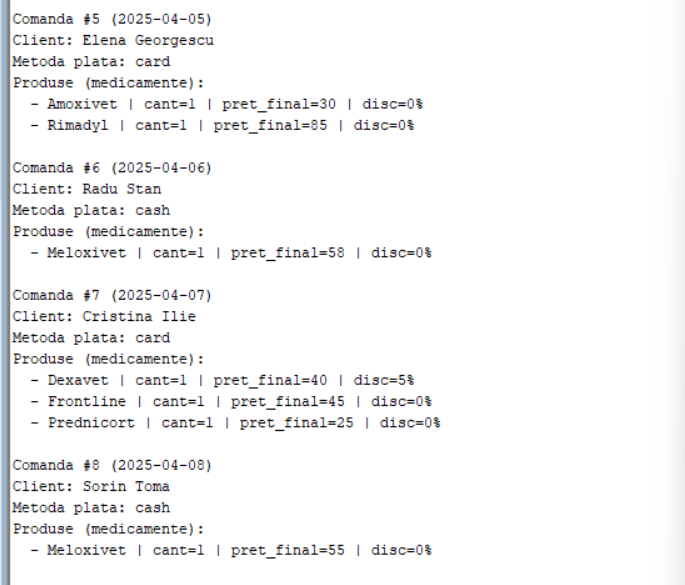 Comanda #5 (2025-04-05)
Client: Elena Georgescu
Metoda plata: card
Produse (medicamente):
- Amoxivet | cant=1 | pret_final=30 | disc=0%
- Rimadyl | cant=1 | pret_final=85 | disc=0%
Comanda #6 (2025-04-06)
Client: Radu Stan
Metoda plata: cash
Produse (medicamente):
- Meloxivet | cant=1 | pret_final=58 | disc=0%
Comanda #7 (2025-04-07)
Client: Cristina Ilie
Metoda plata: card
Produse (medicamente):
- Dexavet | cant=1 | pret_final=40 | disc=5%
- Frontline | cant=1 | pret_final=45 | disc=0%
- Prednicort | cant=1 | pret_final=25 | disc=0%
Comanda #8 (2025-04-08)
Client: Sorin Toma
Metoda plata: cash
Produse (medicamente):
- Meloxivet | cant=1 | pret_final=55 | disc=0%